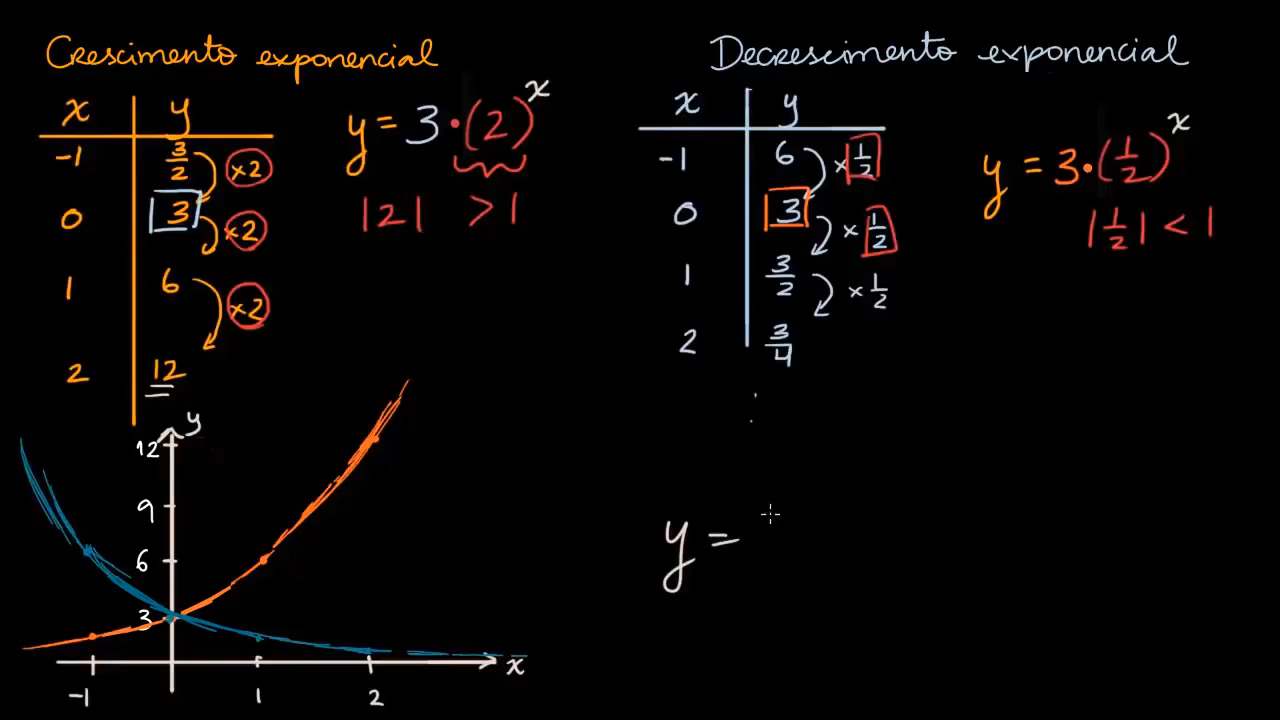 Crescimento exponencial
x y
-1 3/2 ×2
0 3 ×2
1 6 ×2
2 12
y = 3 · (2)^x
|2| > 1
Decrescimento exponencial
x y
-1 6 × 1/2
0 3 × 1/2
1 3/2 × 1/2
2 3/4
y = 3 · (1/2)^x
|1/2| < 1
y
12
9
6
3
-1 1 2 x
y =